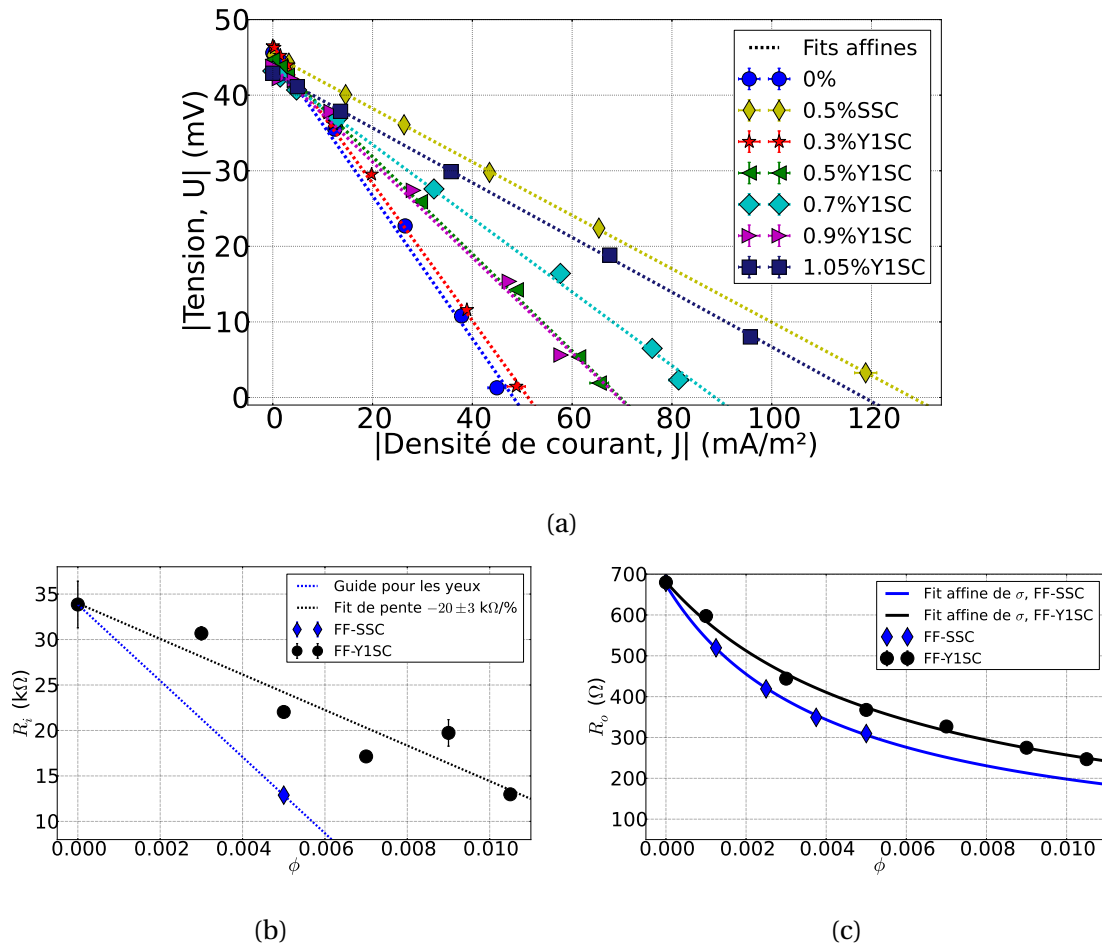 50
40
30
20
10
0
|Tension, U| (mV)
0 20 40 60 80 100 120
|Densité de courant, J| (mA/m²)
Fits affines
0%
0.5%SSC
0.3%Y1SC
0.5%Y1SC
0.7%Y1SC
0.9%Y1SC
1.05%Y1SC
(a)
35
30
25
20
15
10
R_i (kΩ)
0.000 0.002 0.004 0.006 0.008 0.010
ϕ
Guide pour les yeux
Fit de pente −20±3 kΩ/%
FF-SSC
FF-Y1SC
(b)
700
600
500
400
300
200
100
R_o (Ω)
0.000 0.002 0.004 0.006 0.008 0.010
ϕ
Fit affine de σ, FF-SSC
Fit affine de σ, FF-Y1SC
FF-SSC
FF-Y1SC
(c)